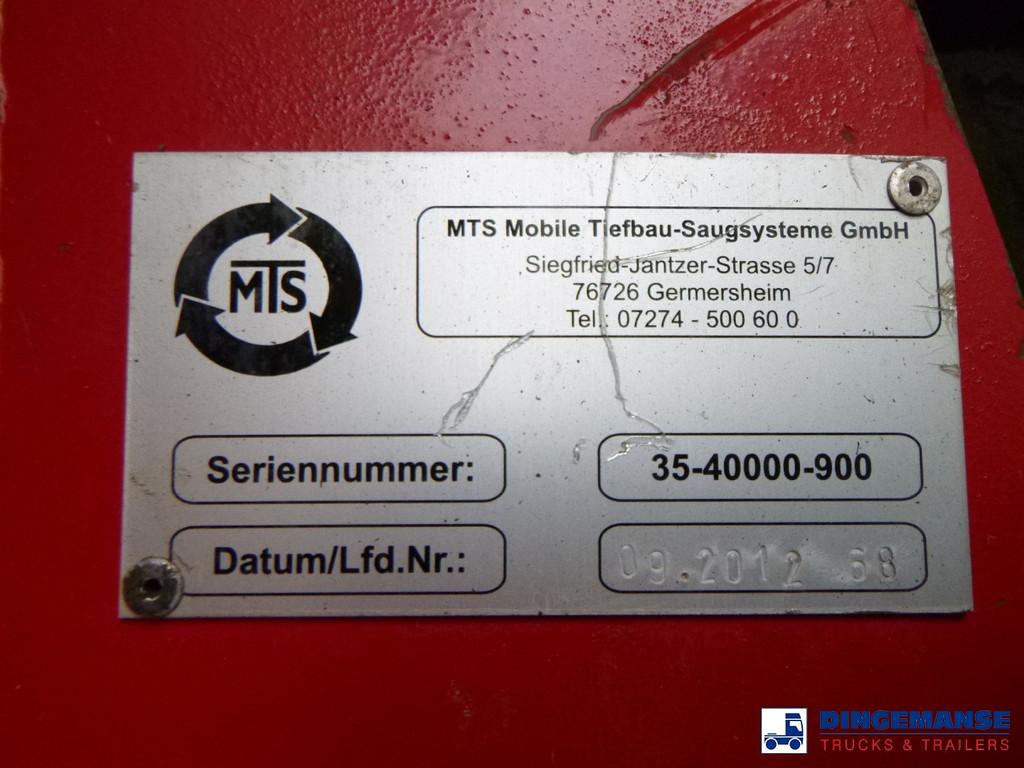 MTS
MTS Mobile Tiefbau-Saugsysteme GmbH
Siegfried-Jantzer-Strasse 5/7
76726 Germersheim
Tel.: 07274 - 500 60 0
Seriennummer: 35-40000-900
Datum/Lfd.Nr.: 09.2012 68
DINGEMANSE
TRUCKS & TRAILERS